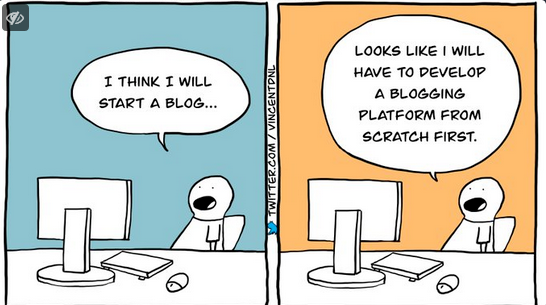 I THINK I WILL
START A BLOG...
TWITTER.COM/VINCENTDNL
LOOKS LIKE I WILL
HAVE TO DEVELOP
A BLOGGING
PLATFORM FROM
SCRATCH FIRST.